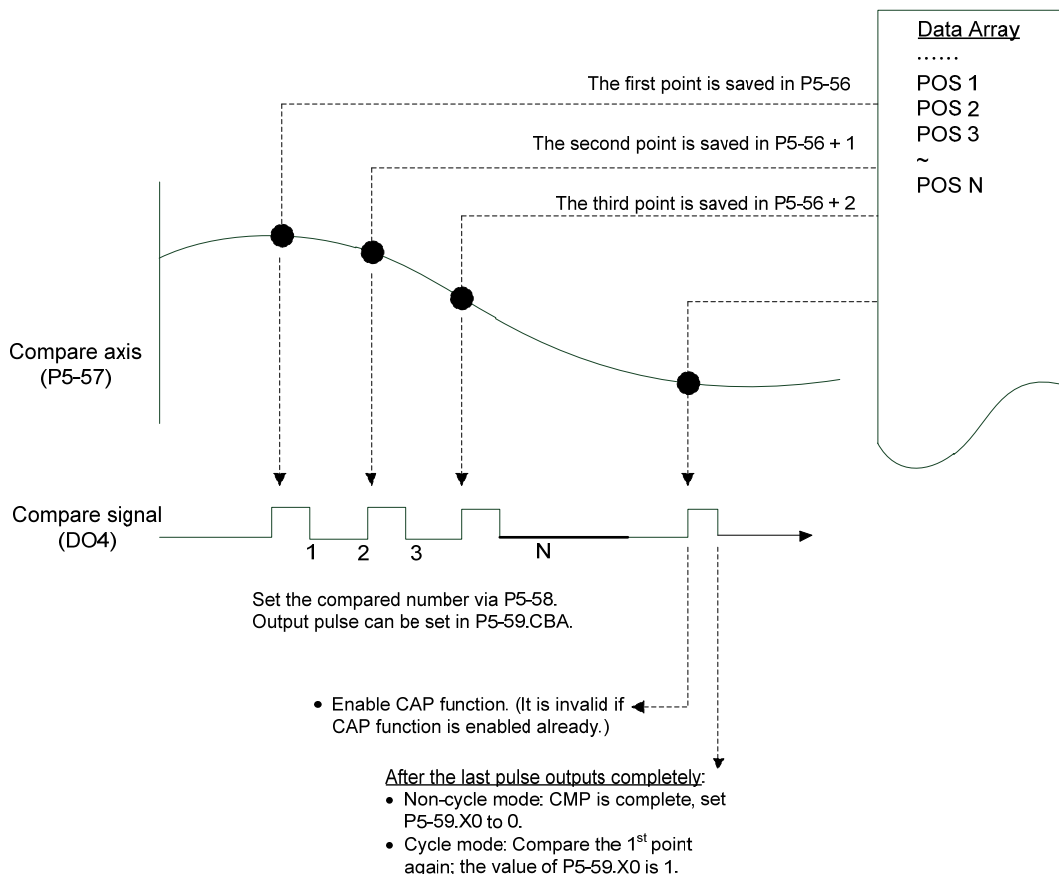 Data Array
......
POS 1
POS 2
POS 3
~
POS N
The first point is saved in P5-56
The second point is saved in P5-56 + 1
The third point is saved in P5-56 + 2
Compare axis
(P5-57)
Compare signal
(DO4)
1 2 3 N
Set the compared number via P5-58.
Output pulse can be set in P5-59.CBA.
• Enable CAP function. (It is invalid if
CAP function is enabled already.)
After the last pulse outputs completely:
• Non-cycle mode: CMP is complete, set
P5-59.X0 to 0.
• Cycle mode: Compare the 1st point
again; the value of P5-59.X0 is 1.